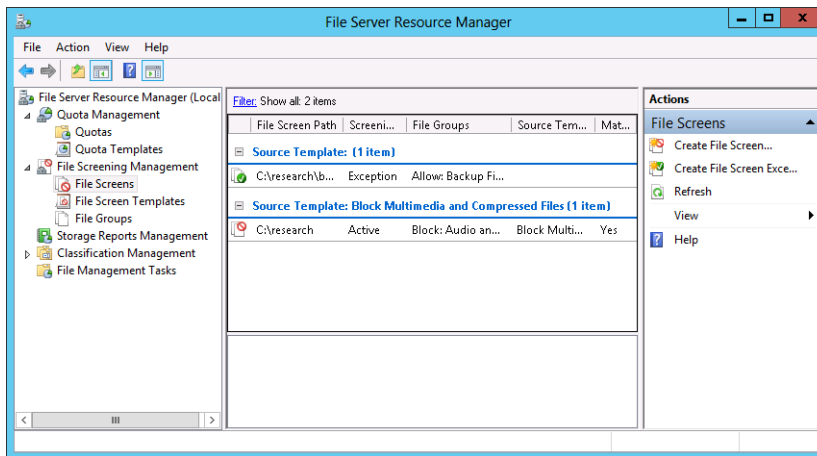 File Server Resource Manager
File Action View Help
File Server Resource Manager (Local
Quota Management
Quotas
Quota Templates
File Screening Management
File Screens
File Screen Templates
File Groups
Storage Reports Management
Classification Management
File Management Tasks
Filter: Show all: 2 items
File Screen Path Screeni... File Groups Source Tem... Mat...
Source Template: (1 item)
C:\research\b... Exception Allow: Backup Fi...
Source Template: Block Multimedia and Compressed Files (1 item)
C:\research Active Block: Audio an... Block Multi... Yes
Actions
File Screens
Create File Screen...
Create File Screen Exce...
Refresh
View
Help